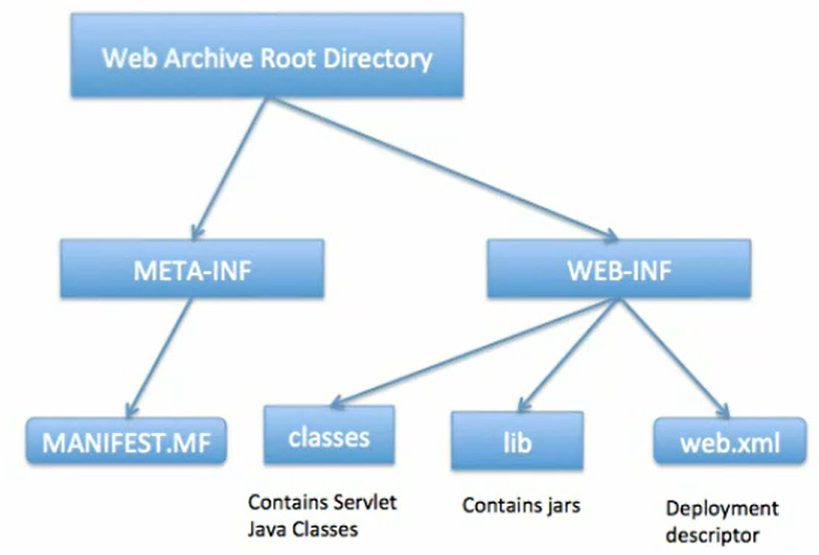 Web Archive Root Directory
META-INF
WEB-INF
MANIFEST.MF
classes
lib
web.xml
Contains Servlet
Java Classes
Contains jars
Deployment
descriptor